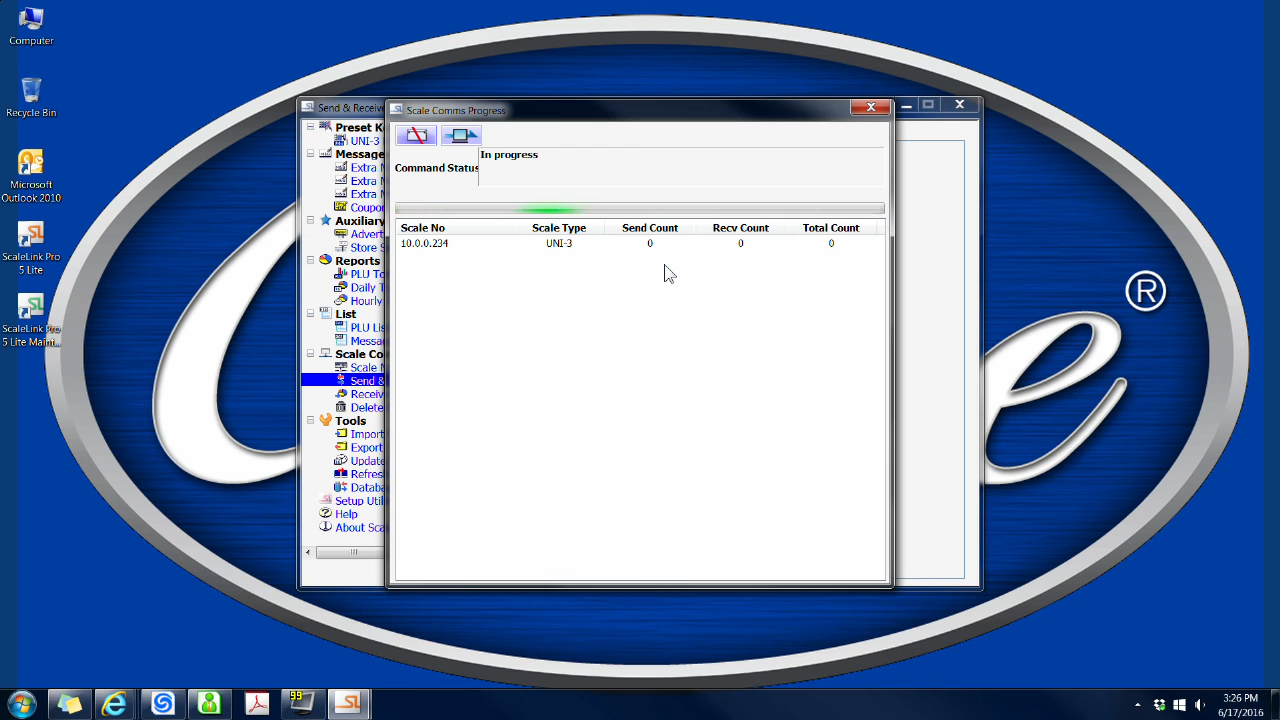 Computer
Recycle Bin
Microsoft
Outlook 2010
ScaleLink Pro
5 Lite
ScaleLink Pro
5 Lite Maint...
Send & Receive
Preset Ke
UNI-3
Message
Extra M
Extra M
Extra M
Coupon
Auxiliary
Advert
Store S
Reports
PLU To
Daily T
Hourly
List
PLU Lis
Messa
Scale Co
Scale M
Send &
Receiv
Delete
Tools
Import
Export
Update
Refres
Databa
Setup Util
Help
About Sca
Scale Comms Progress
Command Status
In progress
Scale No Scale Type Send Count Recv Count Total Count
10.0.0.234 UNI-3 0 0 0
®
99
SL
3:26 PM
6/17/2016